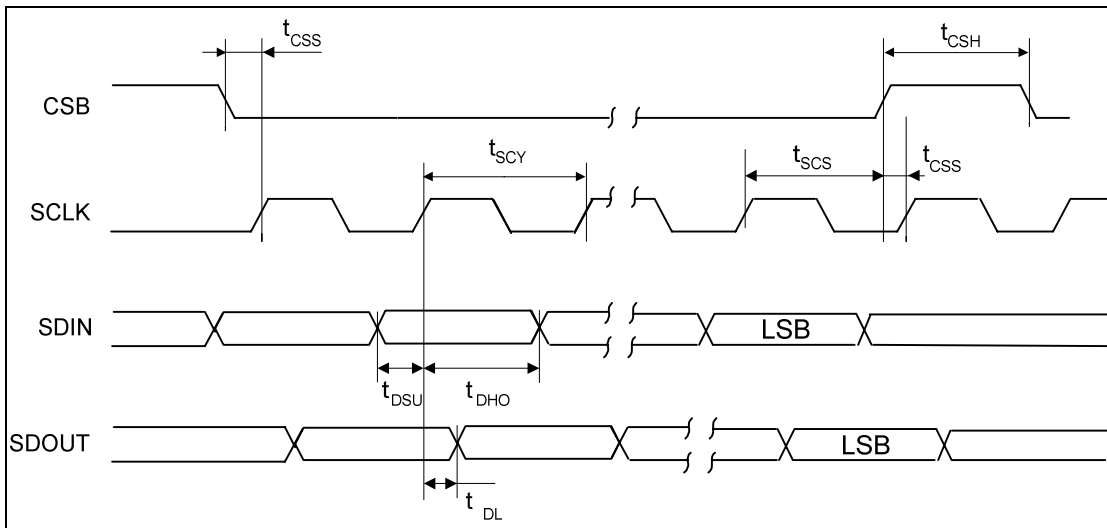 tCSS
tCSH
CSB
tSCY
tSCS
tCSS
SCLK
SDIN
LSB
tDSU
tDHO
SDOUT
LSB
t DL